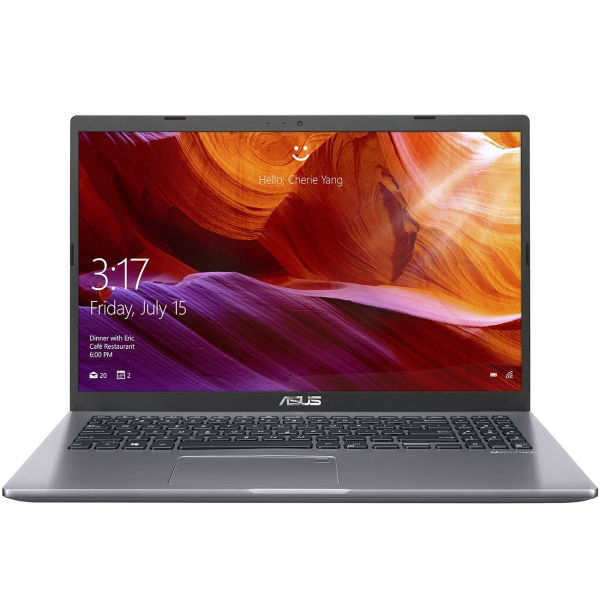 Hello, Cherie Yang
3:17
Friday, July 15
Dinner with Eric
Café Restaurant
6:00 PM
20
2
ASUS